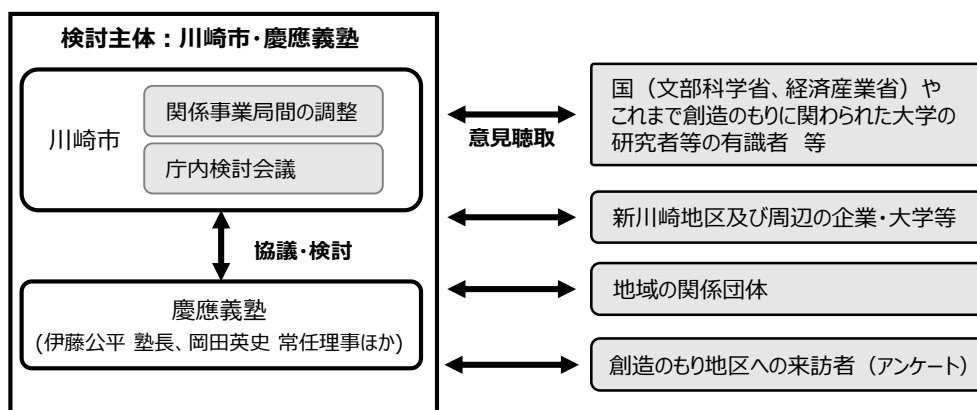 検討主体：川崎市・慶應義塾
川崎市
関係事業局間の調整
庁内検討会議
協議・検討
慶應義塾
(伊藤公平 塾長、岡田英史 常任理事ほか)
意見聴取
国（文部科学省、経済産業省）や
これまで創造のもりに関わられた大学の
研究者等の有識者 等
新川崎地区及び周辺の企業・大学等
地域の関係団体
創造のもり地区への来訪者（アンケート）